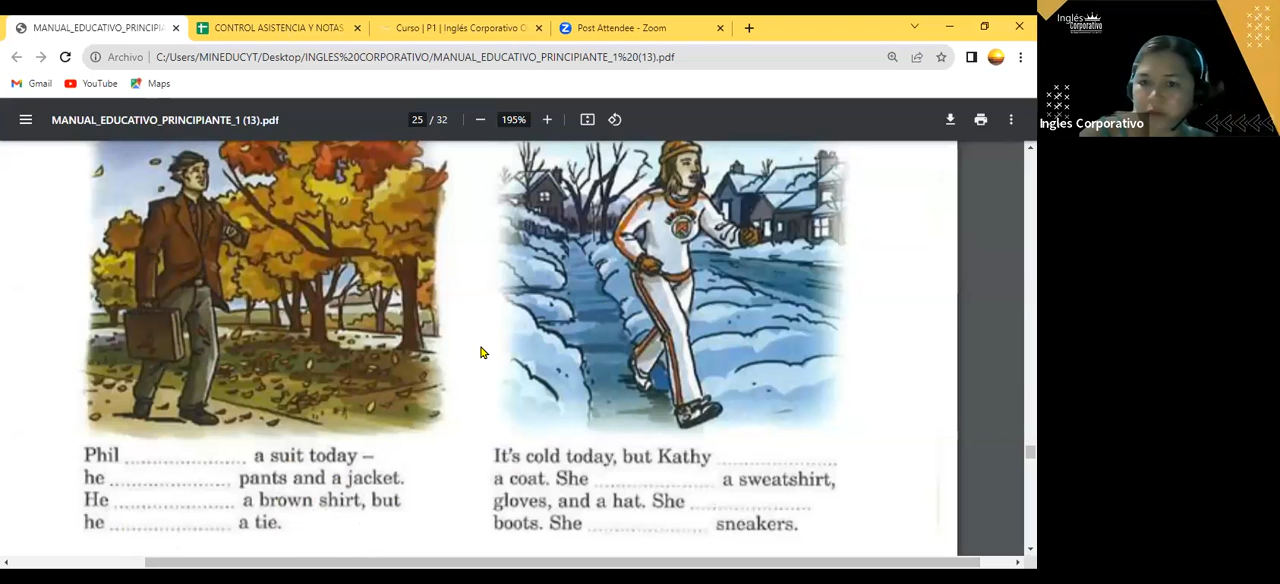 MANUAL_EDUCATIVO_PRINCIPIA
CONTROL ASISTENCIA Y NOTAS
Curso | P1 | Inglés Corporativo O
Post Attendee - Zoom
Archivo
C:/Users/MINEDUCYT/Desktop/INGLES%20CORPORATIVO/MANUAL_EDUCATIVO_PRINCIPIANTE_1%20(13).pdf
Gmail
YouTube
Maps
MANUAL_EDUCATIVO_PRINCIPIANTE_1 (13).pdf
25 / 32
195%
Phil .................... a suit today –
he .................... pants and a jacket.
He .................... a brown shirt, but
he .................... a tie.
It's cold today, but Kathy ....................
a coat. She .................... a sweatshirt,
gloves, and a hat. She ....................
boots. She .................... sneakers.
Inglés
Corporativo
Ingles Corporativo